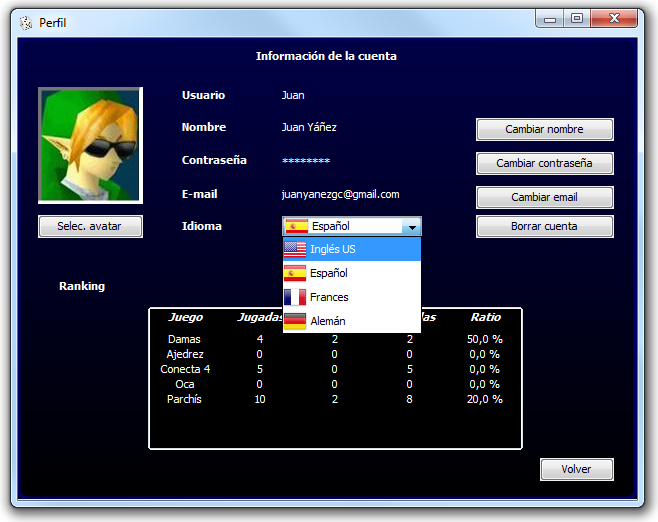 Perfil
Información de la cuenta
Usuario Juan
Nombre Juan Yáñez
Cambiar nombre
Contraseña ********
Cambiar contraseña
E-mail juanyanezgc@gmail.com
Cambiar email
Selec. avatar
Idioma Español
Borrar cuenta
Inglés US
Español
Frances
Alemán
Ranking
Juego Jugadas das Ratio
Damas 4 2 2 50,0 %
Ajedrez 0 0 0 0,0 %
Conecta 4 5 0 5 0,0 %
Oca 0 0 0 0,0 %
Parchís 10 2 8 20,0 %
Volver